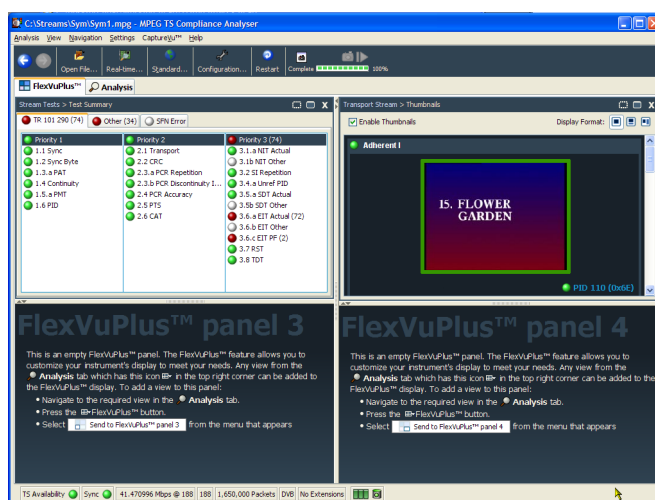 C:\Streams\Sym\Sym1.mpg - MPEG TS Compliance Analyser
Analysis View Navigation Settings CaptureVu™ Help
Open File... Real-time... Standard... Configuration... Restart Complete 100%
FlexVuPlus™ Analysis
Stream Tests > Test Summary
TR 101 290 (74) Other (34) SFN Error
Priority 1
1.1 Sync
1.2 Sync Byte
1.3.a PAT
1.4 Continuity
1.5.a PMT
1.6 PID
Priority 2
2.1 Transport
2.2 CRC
2.3.a PCR Repetition
2.3.b PCR Discontinuity 1...
2.4 PCR Accuracy
2.5 PTS
2.6 CAT
Priority 3 (74)
3.1.a NIT Actual
3.1b NIT Other
3.2 SI Repetition
3.4.a Unref PID
3.5.a SDT Actual
3.5b SDT Other
3.6.a EIT Actual (72)
3.6.b EIT Other
3.6.c EIT PF (2)
3.7 RST
3.8 TDT
Transport Stream > Thumbnails
Enable Thumbnails Display Format:
Adherent I
15. FLOWER
GARDEN
PID 110 (0x6E)
FlexVuPlus™ panel 3
This is an empty FlexVuPlus™ panel. The FlexVuPlus™ feature allows you to
customize your instrument's display to meet your needs. Any view from the
Analysis tab which has this icon in the top right corner can be added to
the FlexVuPlus™ display. To add a view to this panel:
• Navigate to the required view in the Analysis tab.
• Press the FlexVuPlus™ button.
• Select Send to FlexVuPlus™ panel 3 from the menu that appears
FlexVuPlus™ panel 4
This is an empty FlexVuPlus™ panel. The FlexVuPlus™ feature allows you to
customize your instrument's display to meet your needs. Any view from the
Analysis tab which has this icon in the top right corner can be added to the
FlexVuPlus™ display. To add a view to this panel:
• Navigate to the required view in the Analysis tab.
• Press the FlexVuPlus™ button.
• Select Send to FlexVuPlus™ panel 4 from the menu that appears
TS Availability Sync 41.470996 Mbps @ 188 188 1,650,000 Packets DVB No Extensions